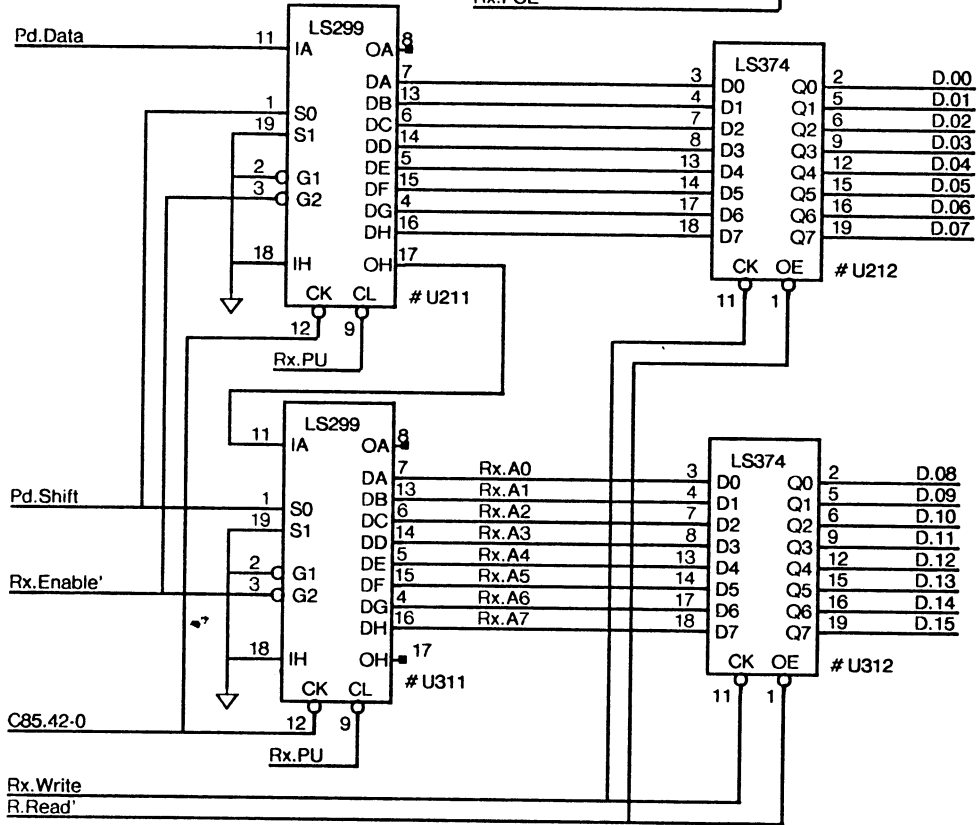 Rx.POE
LS299
Pd.Data 11 IA OA 8
DA 7
1 S0 DB 13
19 S1 DC 6
DD 14
2 G1 DE 5
3 G2 DF 15
DG 4
DH 16
18 IH OH 17
CK CL
# U211
12 9
Rx.PU
LS374
3 D0 Q0 2 D.00
4 D1 Q1 5 D.01
7 D2 Q2 6 D.02
8 D3 Q3 9 D.03
13 D4 Q4 12 D.04
14 D5 Q5 15 D.05
17 D6 Q6 16 D.06
18 D7 Q7 19 D.07
CK OE
# U212
11 1
LS299
11 IA OA 8
DA 7 Rx.A0
Pd.Shift 1 S0 DB 13 Rx.A1
19 S1 DC 6 Rx.A2
DD 14 Rx.A3
2 G1 DE 5 Rx.A4
Rx.Enable' 3 G2 DF 15 Rx.A5
DG 4 Rx.A6
DH 16 Rx.A7
18 IH OH 17
CK CL
# U311
C85.42-0 12 9
Rx.PU
LS374
3 D0 Q0 2 D.08
4 D1 Q1 5 D.09
7 D2 Q2 6 D.10
8 D3 Q3 9 D.11
13 D4 Q4 12 D.12
14 D5 Q5 15 D.13
17 D6 Q6 16 D.14
18 D7 Q7 19 D.15
CK OE
# U312
11 1
Rx.Write
R.Read'